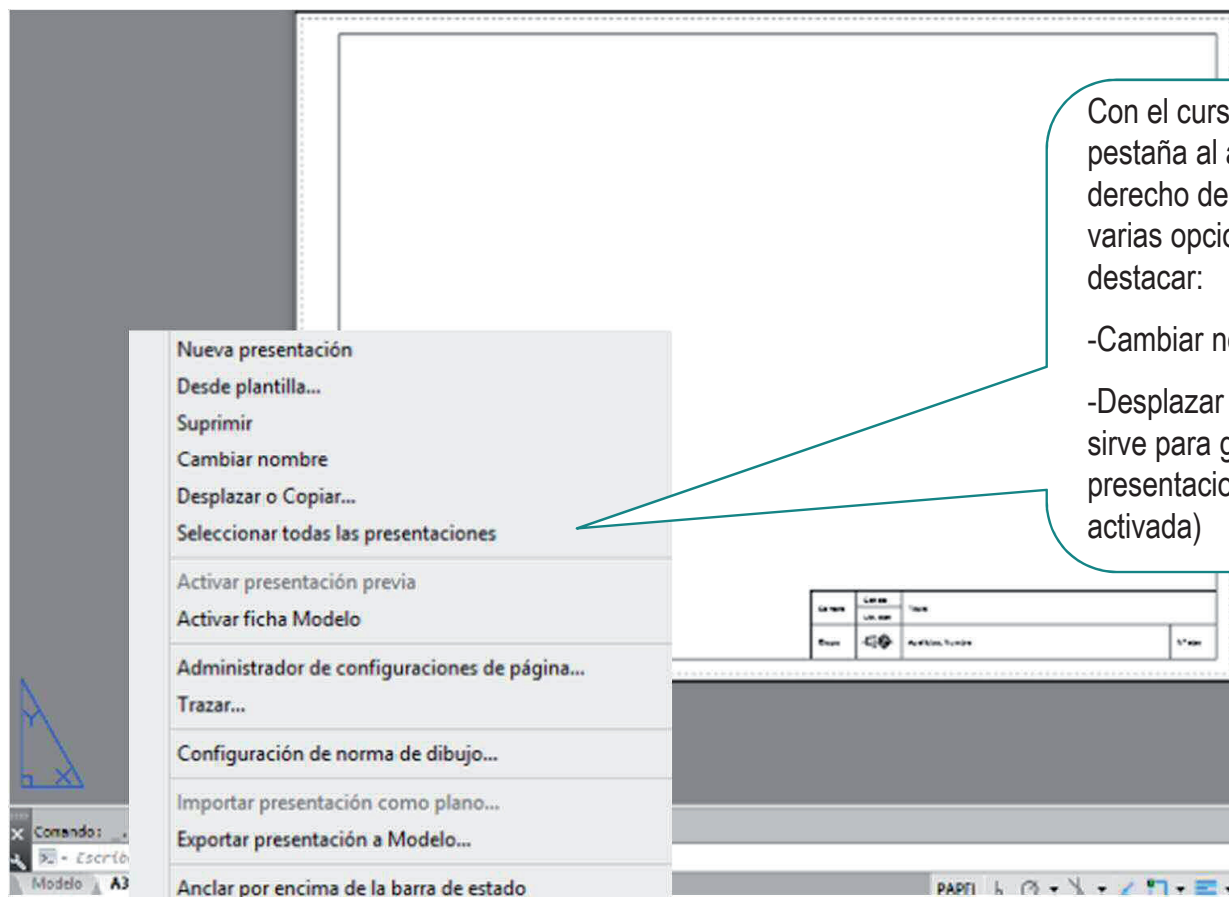 Con el curs
pestaña al a
derecho de
varias opcio
destacar:
-Cambiar no
-Desplazar
sirve para g
presentacio
activada)
Nueva presentación
Desde plantilla...
Suprimir
Cambiar nombre
Desplazar o Copiar...
Seleccionar todas las presentaciones
Activar presentación previa
Activar ficha Modelo
Administrador de configuraciones de página...
Trazar...
Configuración de norma de dibujo...
Importar presentación como plano...
Exportar presentación a Modelo...
Anclar por encima de la barra de estado
Y
X
Comando: _.
Escrib
Modelo A3
PAPEL